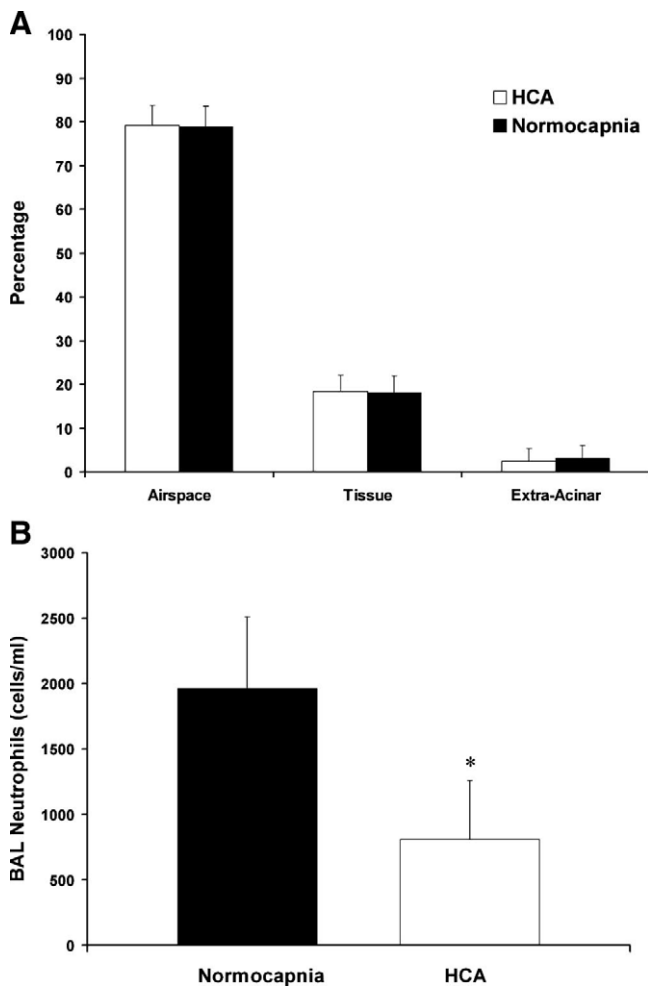 A
100
90
80
70
60
50
40
30
20
10
0
Percentage
HCA
Normocapnia
Airspace Tissue Extra-Acinar
B
3000
2500
2000
1500
1000
500
0
BAL Neutrophils (cells/ml)
*
Normocapnia HCA